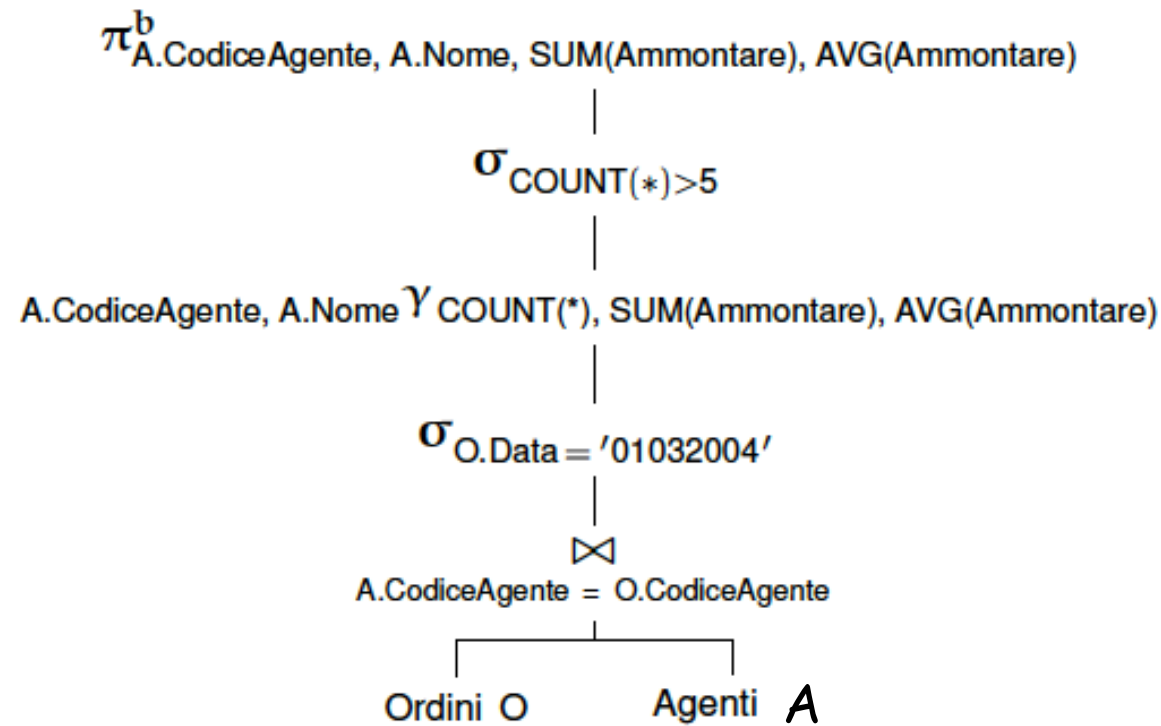 π^b A.CodiceAgente, A.Nome, SUM(Ammontare), AVG(Ammontare)
σ COUNT(∗)>5
A.CodiceAgente, A.Nome γ COUNT(*), SUM(Ammontare), AVG(Ammontare)
σ O.Data = ′01032004′
⋈
A.CodiceAgente = O.CodiceAgente
Ordini O Agenti A